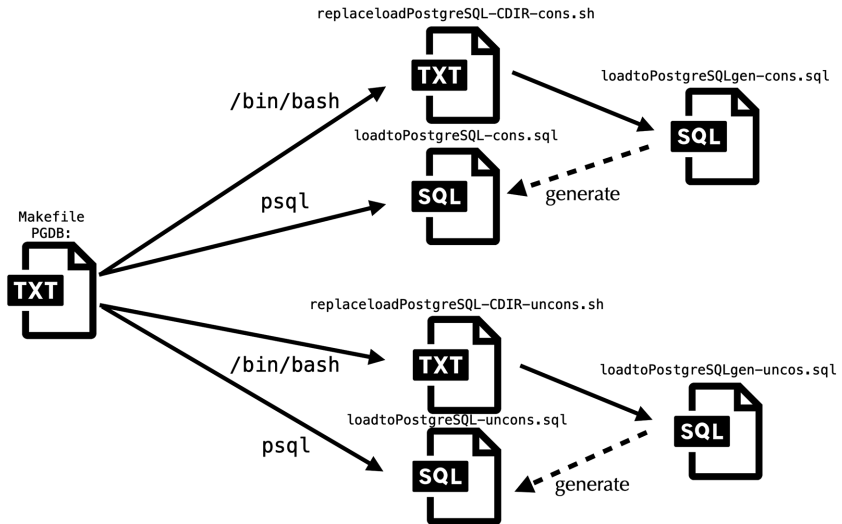 replaceloadPostgreSQL-CDIR-cons.sh
TXT
loadtoPostgreSQLgen-cons.sql
SQL
/bin/bash
loadtoPostgreSQL-cons.sql
SQL
generate
psql
Makefile
PGDB:
TXT
replaceloadPostgreSQL-CDIR-uncons.sh
TXT
/bin/bash
loadtoPostgreSQLgen-uncos.sql
SQL
loadtoPostgreSQL-uncons.sql
SQL
psql
generate